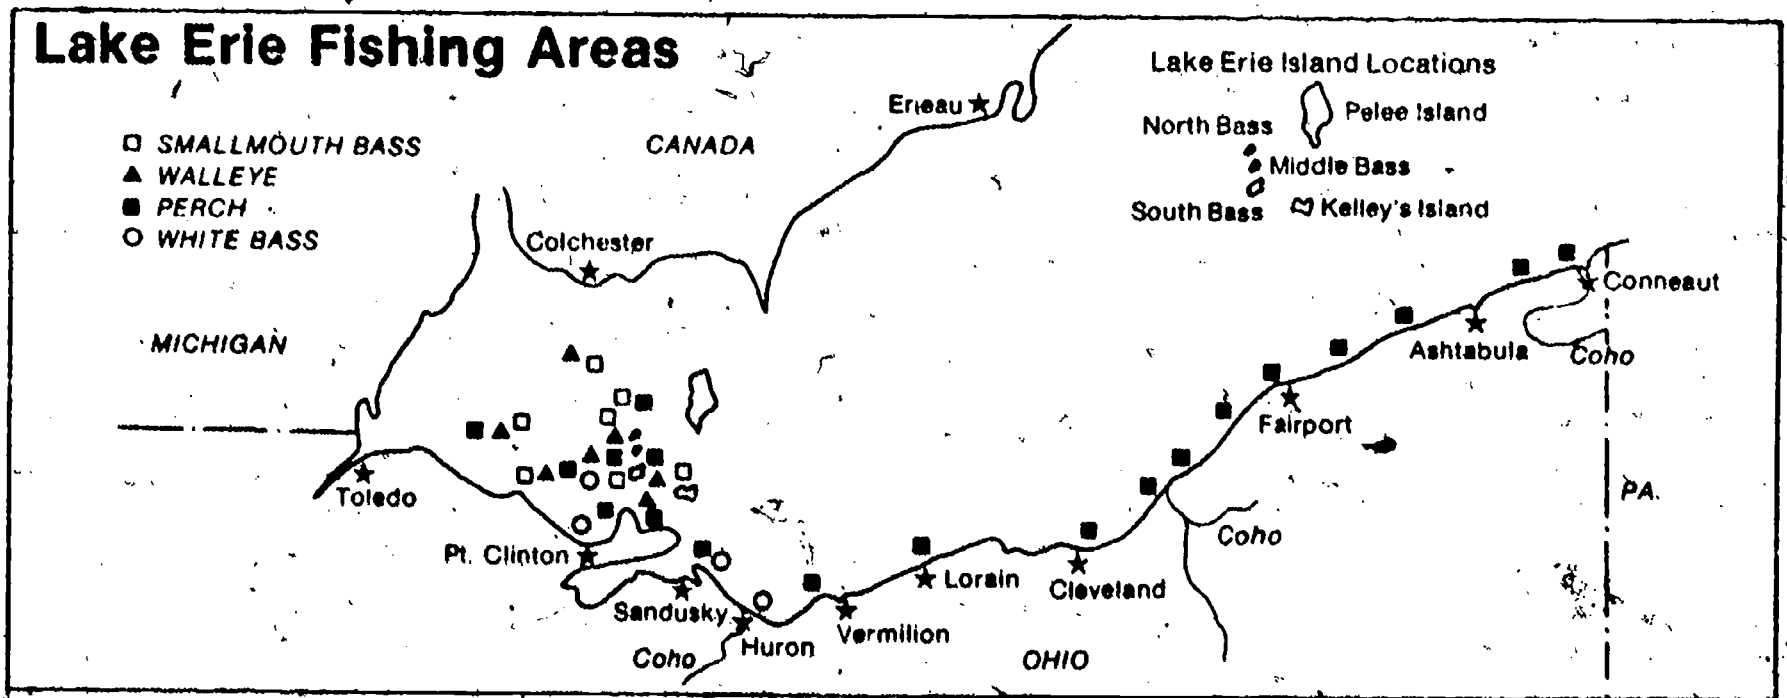 Lake Erie Fishing Areas
SMALLMOUTH BASS
WALLEYE
PERCH
WHITE BASS
CANADA
Erieau
Lake Erie Island Locations
Pelee Island
North Bass
Middle Bass
South Bass
Kelley's Island
Colchester
MICHIGAN
Conneaut
Ashtabula
Coho
Fairport
Toledo
PA.
Coho
Pt. Clinton
Lorain
Cleveland
Sandusky
Vermilion
Huron
Coho
OHIO